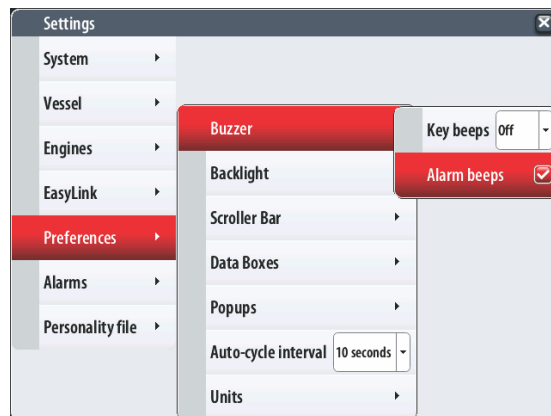 Settings
System
Vessel
Engines
EasyLink
Preferences
Alarms
Personality file
Buzzer
Backlight
Scroller Bar
Data Boxes
Popups
Auto-cycle interval 10 seconds
Units
Key beeps Off
Alarm beeps